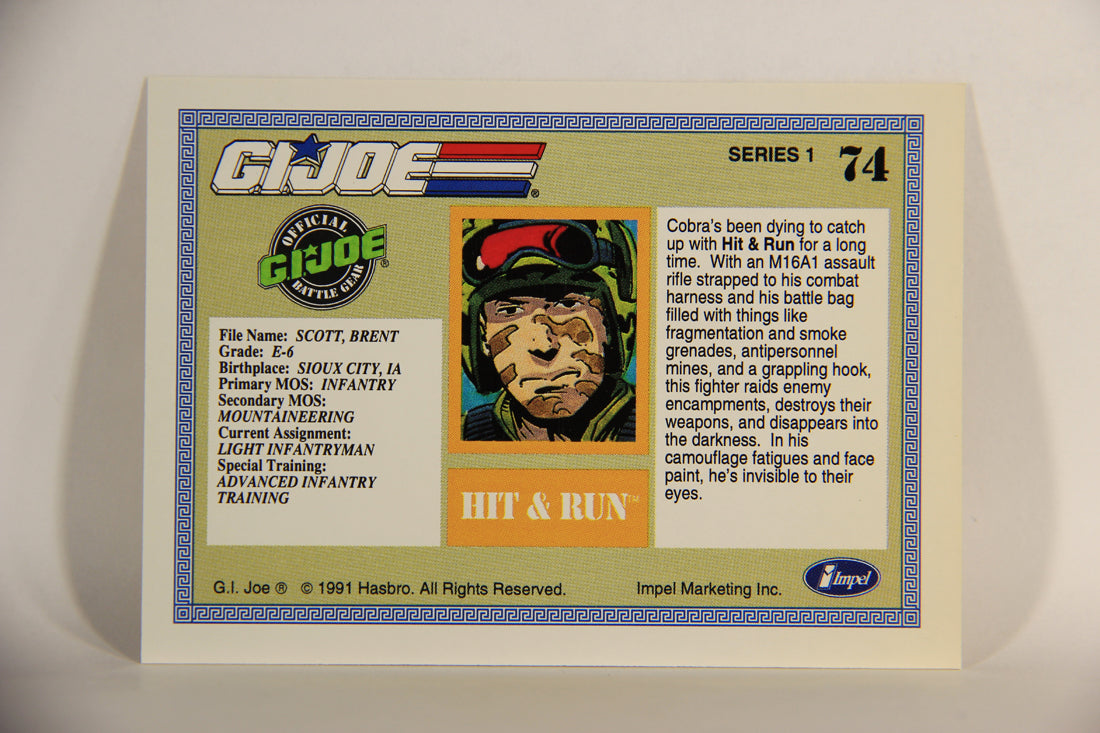 G.I.JOE ®
SERIES 1 74
OFFICIAL
G.I.JOE ®
BATTLE GEAR
File Name: SCOTT, BRENT
Grade: E-6
Birthplace: SIOUX CITY, IA
Primary MOS: INFANTRY
Secondary MOS:
MOUNTAINEERING
Current Assignment:
LIGHT INFANTRYMAN
Special Training:
ADVANCED INFANTRY
TRAINING
HIT & RUN™
Cobra's been dying to catch
up with Hit & Run for a long
time. With an M16A1 assault
rifle strapped to his combat
harness and his battle bag
filled with things like
fragmentation and smoke
grenades, antipersonnel
mines, and a grappling hook,
this fighter raids enemy
encampments, destroys their
weapons, and disappears into
the darkness. In his
camouflage fatigues and face
paint, he's invisible to their
eyes.
G.I. Joe ® © 1991 Hasbro. All Rights Reserved.
Impel Marketing Inc.
Impel